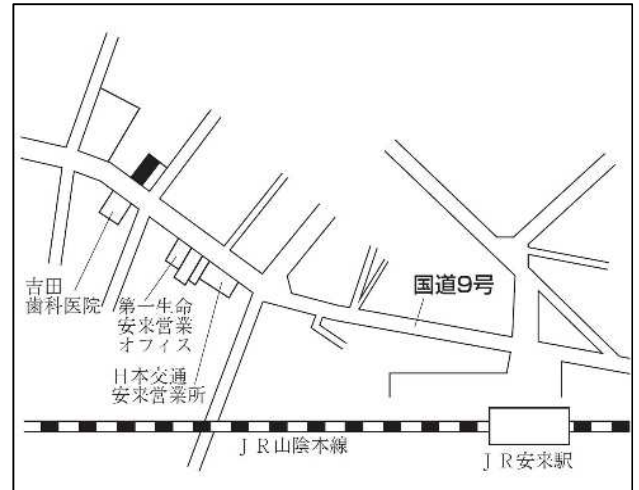 国道9号
吉田
歯科医院
第一生命
安来営業
オフィス
日本交通
安来営業所
JR山陰本線
JR安来駅